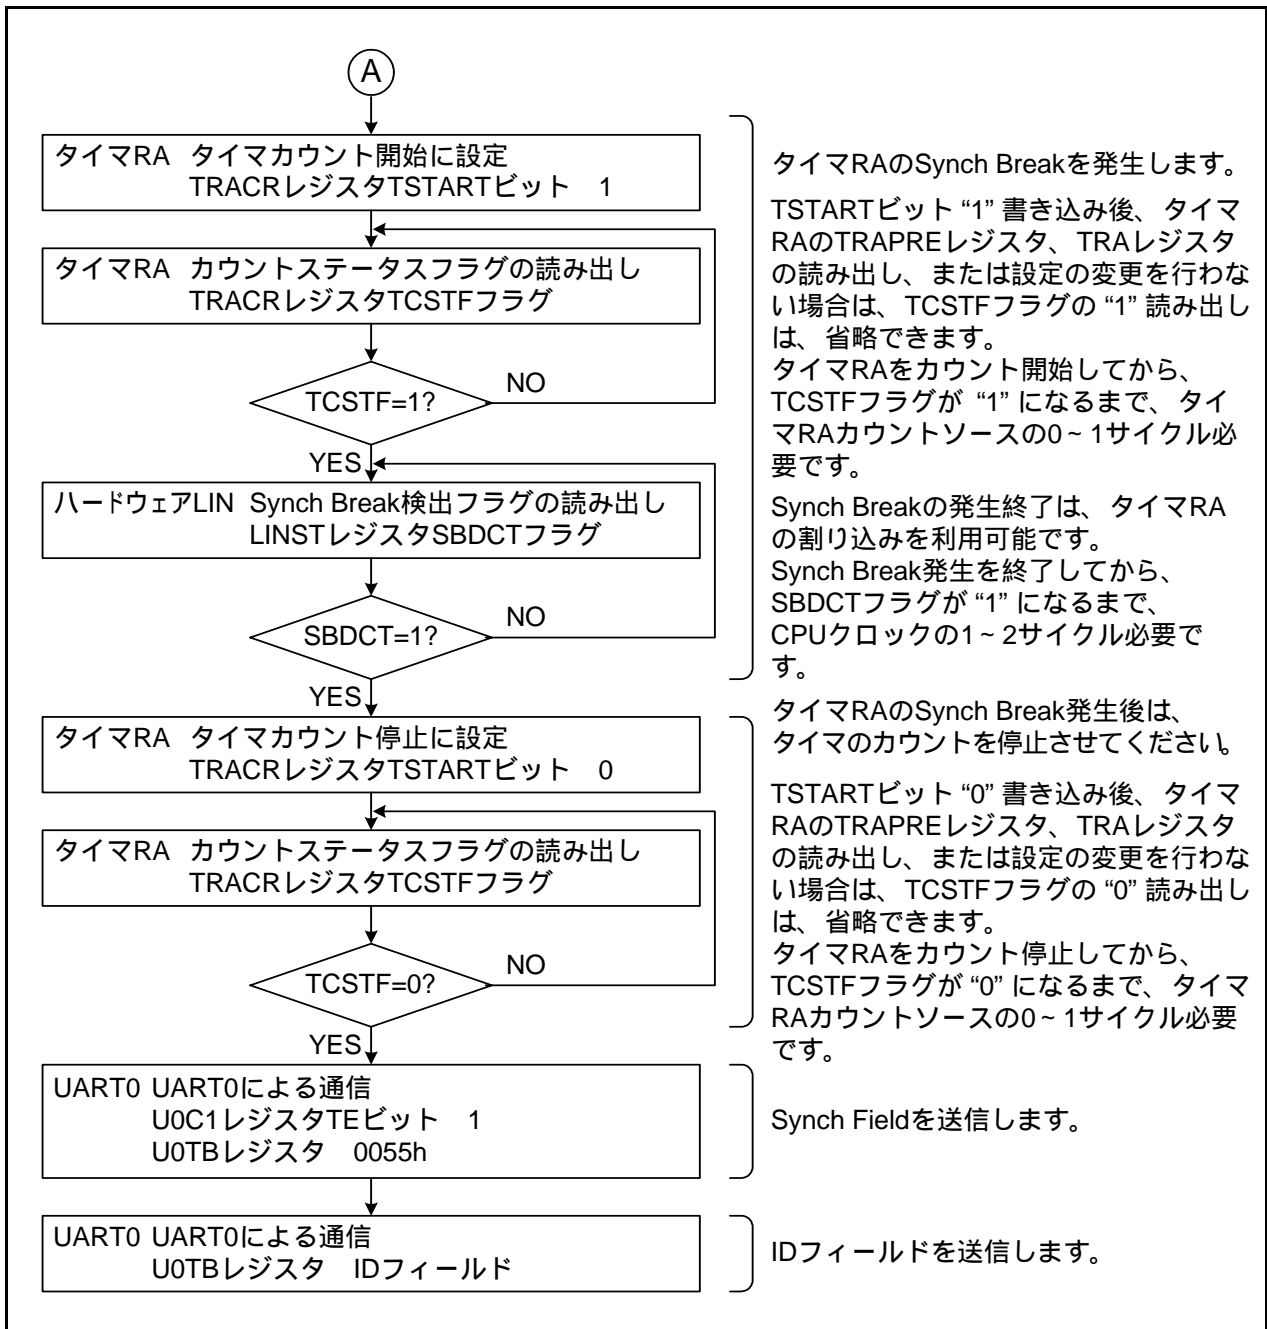 A
タイマRA タイマカウント開始に設定
TRACRレジスタTSTARTビット 1
タイマRA カウントステータスフラグの読み出し
TRACRレジスタTCSTFフラグ
TCSTF=1?
NO
YES
ハードウェアLIN Synch Break検出フラグの読み出し
LINSTレジスタSBDCTフラグ
SBDCT=1?
NO
YES
タイマRAのSynch Breakを発生します。
TSTARTビット “1” 書き込み後、タイマ
RAのTRAPREレジスタ、TRAレジスタ
の読み出し、または設定の変更を行わな
い場合は、TCSTFフラグの “1” 読み出し
は、省略できます。
タイマRAをカウント開始してから、
TCSTFフラグが “1” になるまで、タイ
マRAカウントソースの0~1サイクル必
要です。
Synch Breakの発生終了は、タイマRA
の割り込みを利用可能です。
Synch Break発生を終了してから、
SBDCTフラグが “1” になるまで、
CPUクロックの1~2サイクル必要で
す。
タイマRA タイマカウント停止に設定
TRACRレジスタTSTARTビット 0
タイマRA カウントステータスフラグの読み出し
TRACRレジスタTCSTFフラグ
TCSTF=0?
NO
YES
タイマRAのSynch Break発生後は、
タイマのカウントを停止させてください。
TSTARTビット “0” 書き込み後、タイマ
RAのTRAPREレジスタ、TRAレジスタ
の読み出し、または設定の変更を行わな
い場合は、TCSTFフラグの “0” 読み出し
は、省略できます。
タイマRAをカウント停止してから、
TCSTFフラグが “0” になるまで、タイマ
RAカウントソースの0~1サイクル必要
です。
UART0 UART0による通信
U0C1レジスタTEビット 1
U0TBレジスタ 0055h
Synch Fieldを送信します。
UART0 UART0による通信
U0TBレジスタ IDフィールド
IDフィールドを送信します。